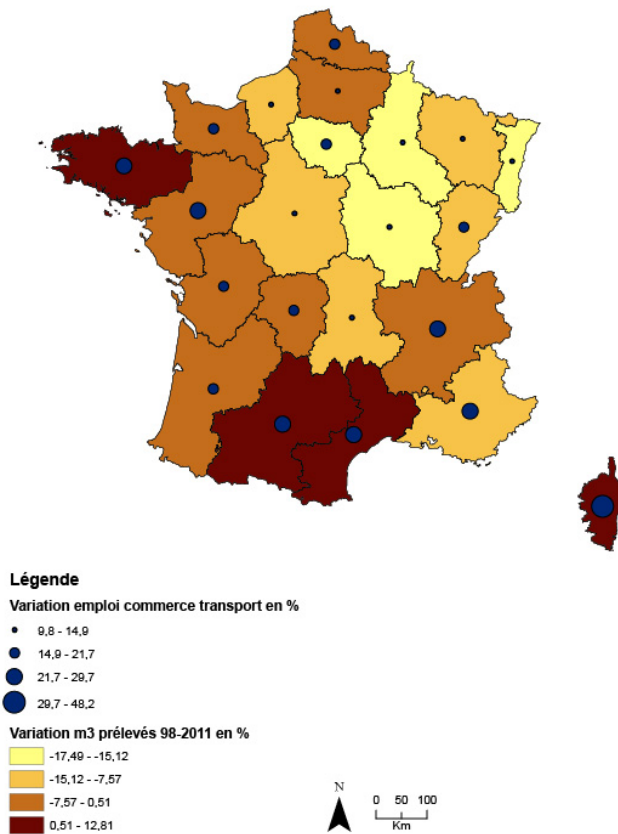 Légende
Variation emploi commerce transport en %
9,8 - 14,9
14,9 - 21,7
21,7 - 29,7
29,7 - 48,2
Variation m3 prélevés 98-2011 en %
-17,49 - -15,12
-15,12 - -7,57
-7,57 - 0,51
0,51 - 12,81
N
0 50 100
Km